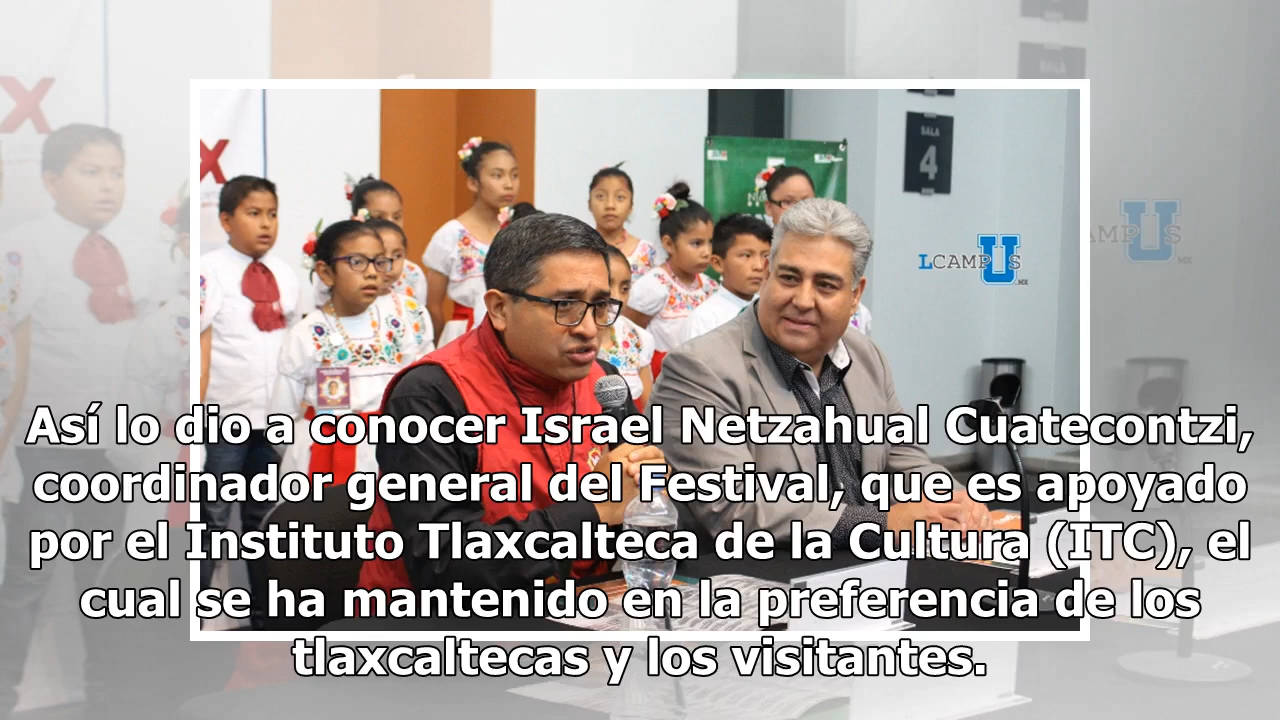 X
SALA
4
LCAMPUS
.MX
Así lo dio a conocer Israel Netzahual Cuatecontzi,
coordinador general del Festival, que es apoyado
por el Instituto Tlaxcalteca de la Cultura (ITC), el
cual se ha mantenido en la preferencia de los
tlaxcaltecas y los visitantes.